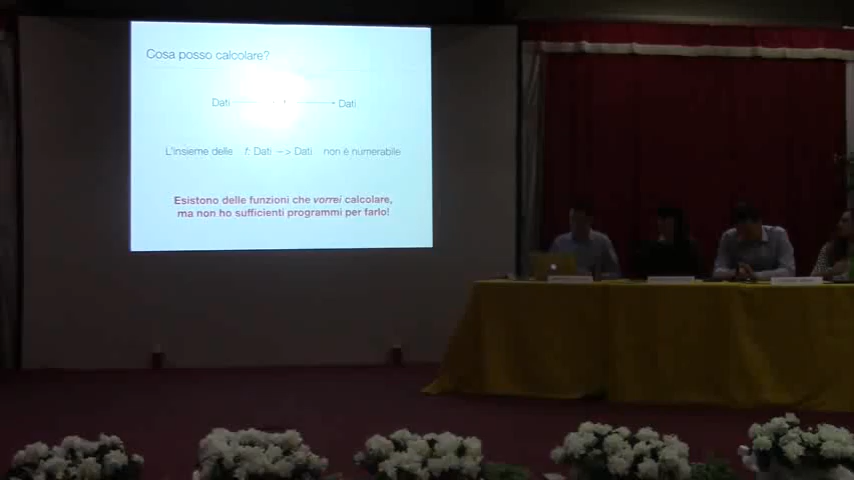 Cosa posso calcolare?
Dati Dati
L'insieme delle f: Dati —> Dati non è numerabile
Esistono delle funzioni che vorrei calcolare,
ma non ho sufficienti programmi per farlo!